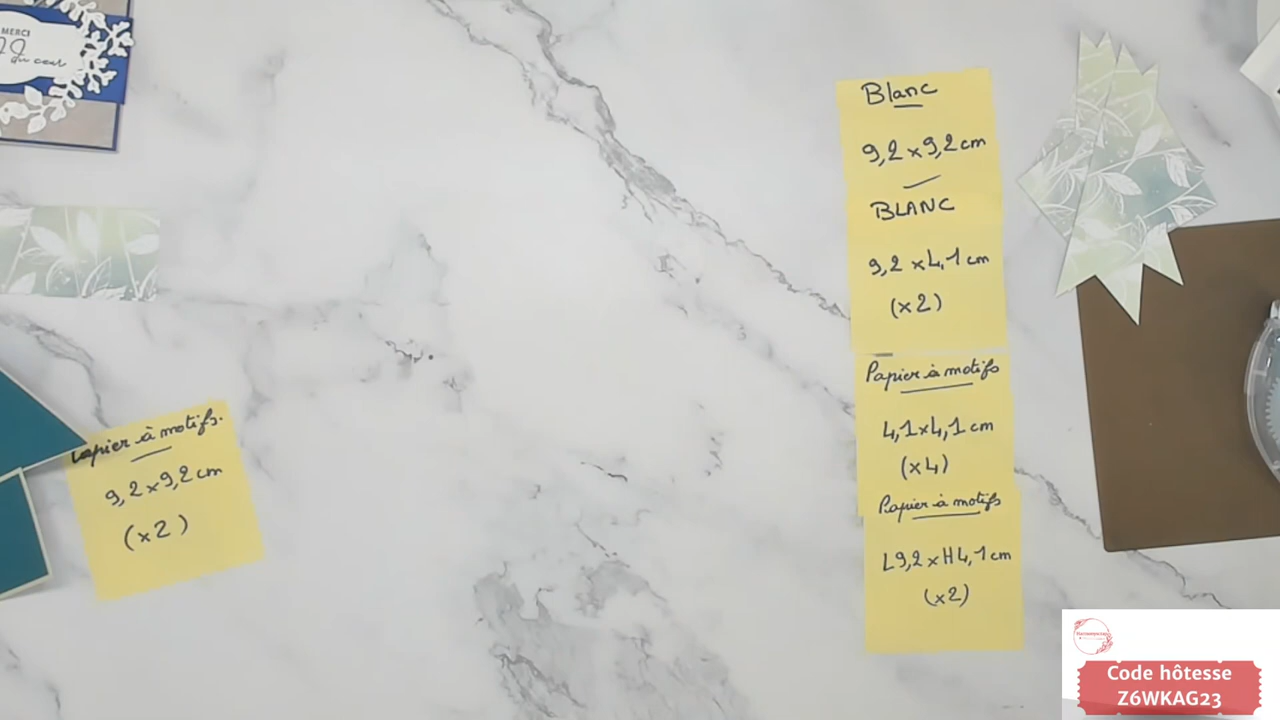 MERCI
du cœur
Blanc
9,2 x 9,2 cm
BLANC
9,2 x 4,1 cm
(x2)
Papier à motifs
4,1 x 4,1 cm
(x4)
Papier à motifs
L9,2 x H4,1 cm
(x2)
Papier à motifs.
9,2 x 9,2 cm
(x2)
Code hôtesse
Z6WKAG23